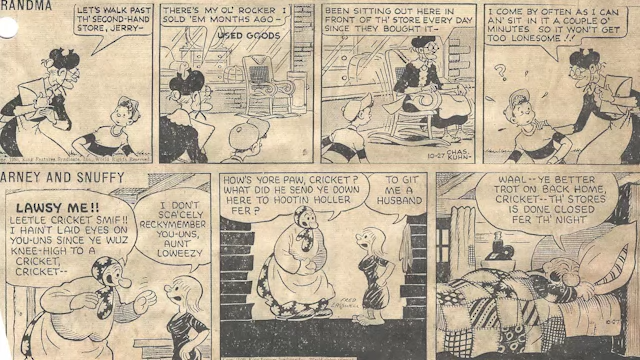 RANDMA
LET'S WALK PAST
TH' SECOND-HAND
STORE, JERRY-
THERE'S MY OL' ROCKER I
SOLD 'EM MONTHS AGO-
USED GOODS
BEEN SITTING OUT HERE IN
FRONT OF TH' STORE EVERY DAY
SINCE THEY BOUGHT IT-
10-27 CHAS.
KUHN-
I COME BY OFTEN AS I CAN
AN' SIT IN IT A COUPLE O'
MINUTES SO IT WON'T GET
TOO LONESOME!!
?
ARNEY AND SNUFFY
LAWSY ME!!
LEETLE CRICKET SMIF!!
I HAIN'T LAID EYES ON
YOU-UNS SINCE YE WUZ
KNEE-HIGH TO A
CRICKET,
CRICKET--
I DON'T
SCA'CELY
RECKYMEMBER
YOU-UNS,
AUNT
LOWEEZY
HOW'S YORE PAW, CRICKET?
WHAT DID HE SEND YE DOWN
HERE TO HOOTIN HOLLER
FER?
TO GIT
ME A
HUSBAND
FRED
LASSWELL
WAAL--YE BETTER
TROT ON BACK HOME,
CRICKET--TH' STORES
IS DONE CLOSED
FER TH' NIGHT